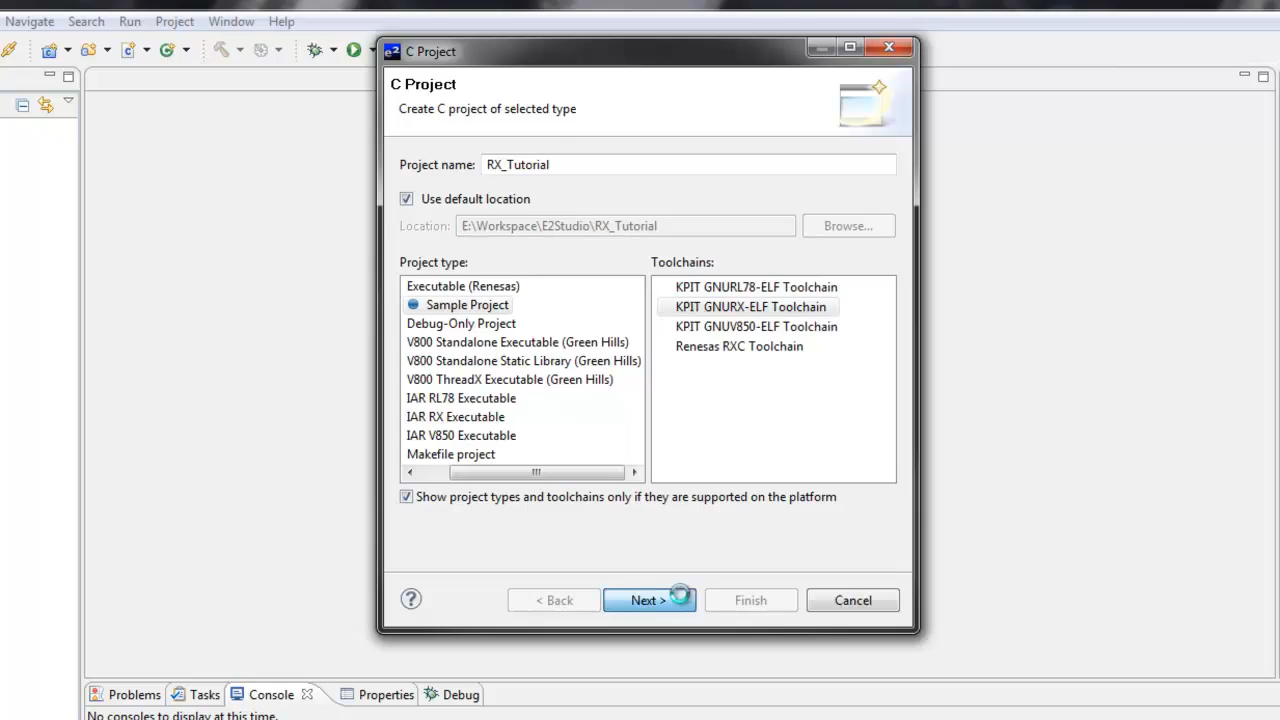 Navigate Search Run Project Window Help
e2 C Project
C Project
Create C project of selected type
Project name: RX_Tutorial
Use default location
Location: E:\Workspace\E2Studio\RX_Tutorial Browse...
Project type: Toolchains:
Executable (Renesas) KPIT GNURL78-ELF Toolchain
Sample Project KPIT GNURX-ELF Toolchain
Debug-Only Project KPIT GNUV850-ELF Toolchain
V800 Standalone Executable (Green Hills) Renesas RXC Toolchain
V800 Standalone Static Library (Green Hills)
V800 ThreadX Executable (Green Hills)
IAR RL78 Executable
IAR RX Executable
IAR V850 Executable
Makefile project
Show project types and toolchains only if they are supported on the platform
? < Back Next > Finish Cancel
Problems Tasks Console Properties Debug
No consoles to display at this time.